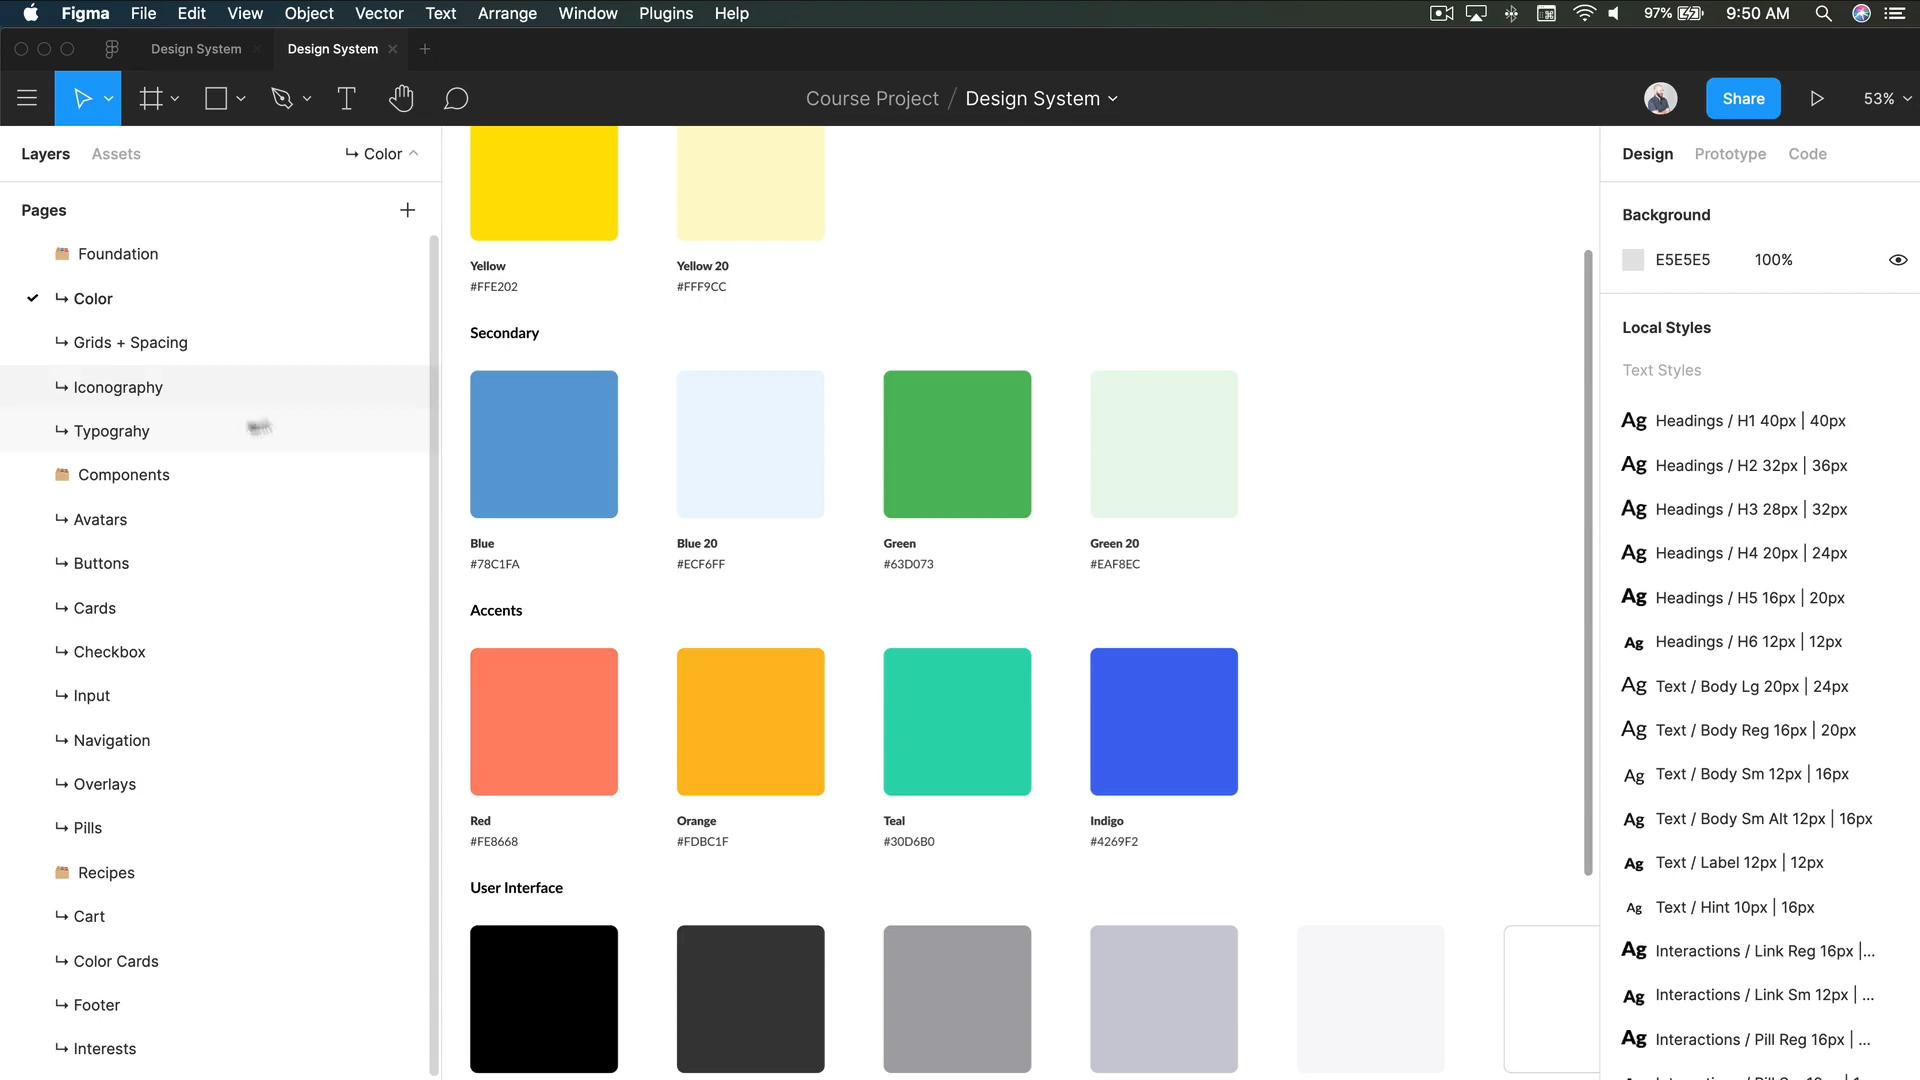 Figma File Edit View Object Vector Text Arrange Window Plugins Help 97% 9:50 AM
Design System Design System
Course Project / Design System Share 53%
Layers Assets ↳ Color
Pages
Foundation
↳ Color
↳ Grids + Spacing
↳ Iconography
↳ Typograhy
Components
↳ Avatars
↳ Buttons
↳ Cards
↳ Checkbox
↳ Input
↳ Navigation
↳ Overlays
↳ Pills
Recipes
↳ Cart
↳ Color Cards
↳ Footer
↳ Interests
Yellow Yellow 20
#FFE202 #FFF9CC
Secondary
Blue Blue 20 Green Green 20
#78C1FA #ECF6FF #63D073 #EAF8EC
Accents
Red Orange Teal Indigo
#FE8668 #FDBC1F #30D6B0 #4269F2
User Interface
Design Prototype Code
Background
E5E5E5 100%
Local Styles
Text Styles
Ag Headings / H1 40px | 40px
Ag Headings / H2 32px | 36px
Ag Headings / H3 28px | 32px
Ag Headings / H4 20px | 24px
Ag Headings / H5 16px | 20px
Ag Headings / H6 12px | 12px
Ag Text / Body Lg 20px | 24px
Ag Text / Body Reg 16px | 20px
Ag Text / Body Sm 12px | 16px
Ag Text / Body Sm Alt 12px | 16px
Ag Text / Label 12px | 12px
Ag Text / Hint 10px | 16px
Ag Interactions / Link Reg 16px |...
Ag Interactions / Link Sm 12px | ...
Ag Interactions / Pill Reg 16px | ...